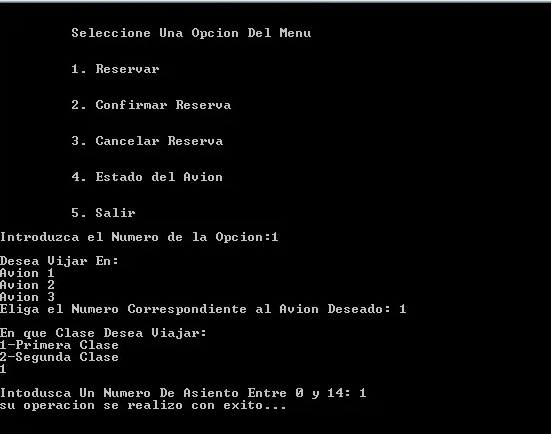 Seleccione Una Opcion Del Menu
1. Reservar
2. Confirmar Reserva
3. Cancelar Reserva
4. Estado del Avion
5. Salir
Introduzca el Numero de la Opcion:1
Desea Vijar En:
Avion 1
Avion 2
Avion 3
Eliga el Numero Correspondiente al Avion Deseado: 1
En que Clase Desea Viajar:
1-Primera Clase
2-Segunda Clase
1
Intodusca Un Numero De Asiento Entre 0 y 14: 1
su operacion se realizo con exito...